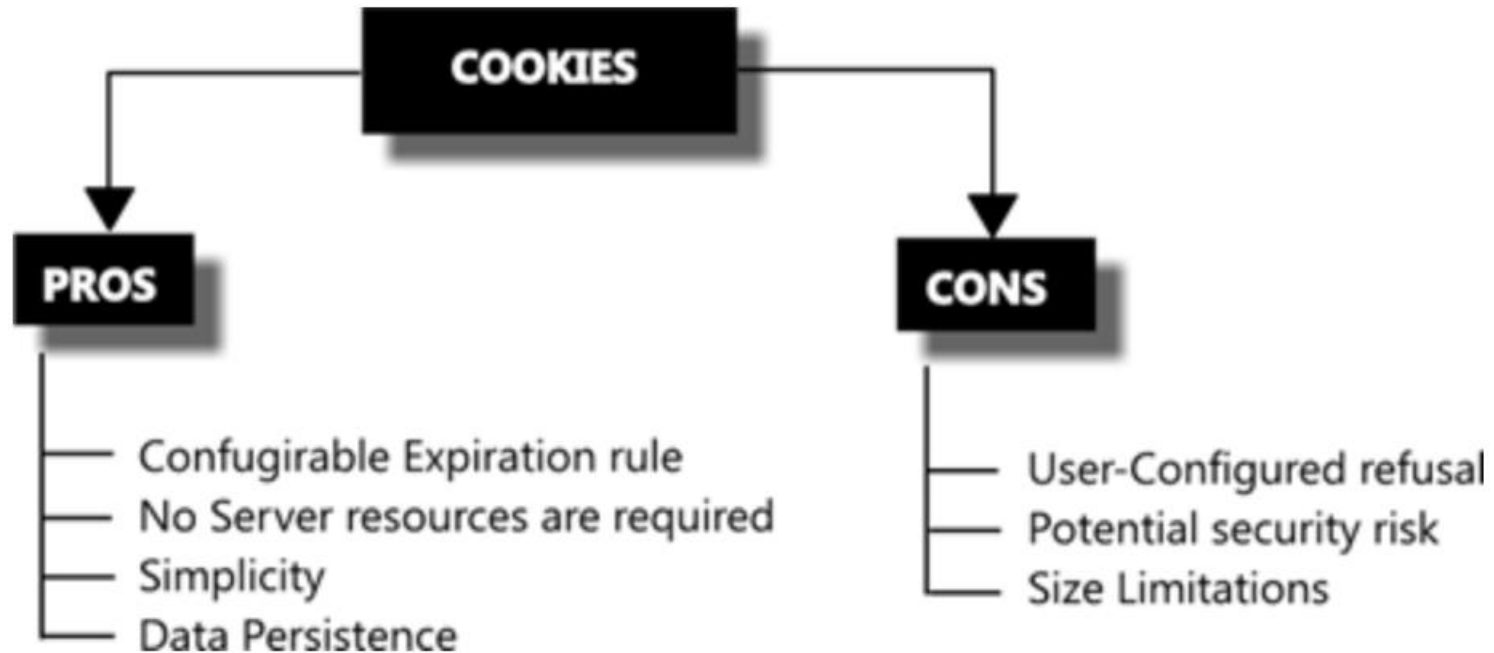 COOKIES
PROS
Confugirable Expiration rule
No Server resources are required
Simplicity
Data Persistence
CONS
User-Configured refusal
Potential security risk
Size Limitations